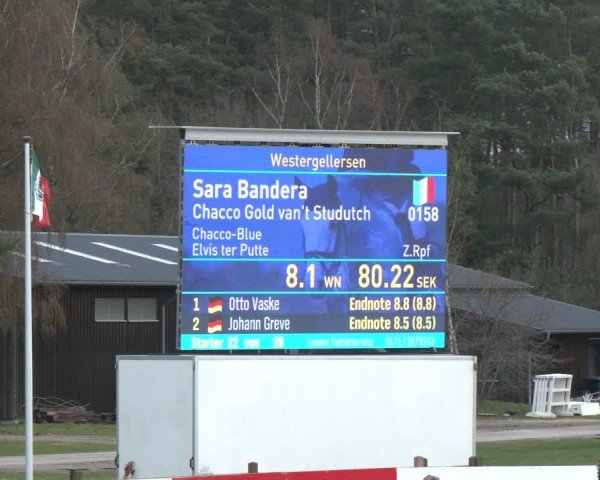 Westergellersen
Sara Bandera
Chacco Gold van't Studutch 0158
Chacco-Blue
Elvis ter Putte Z.Rpf
8.1 WN 80.22 SEK
1 Otto Vaske Endnote 8.8 (8.8)
2 Johann Greve Endnote 8.5 (8.5)
Starter 22 von 28